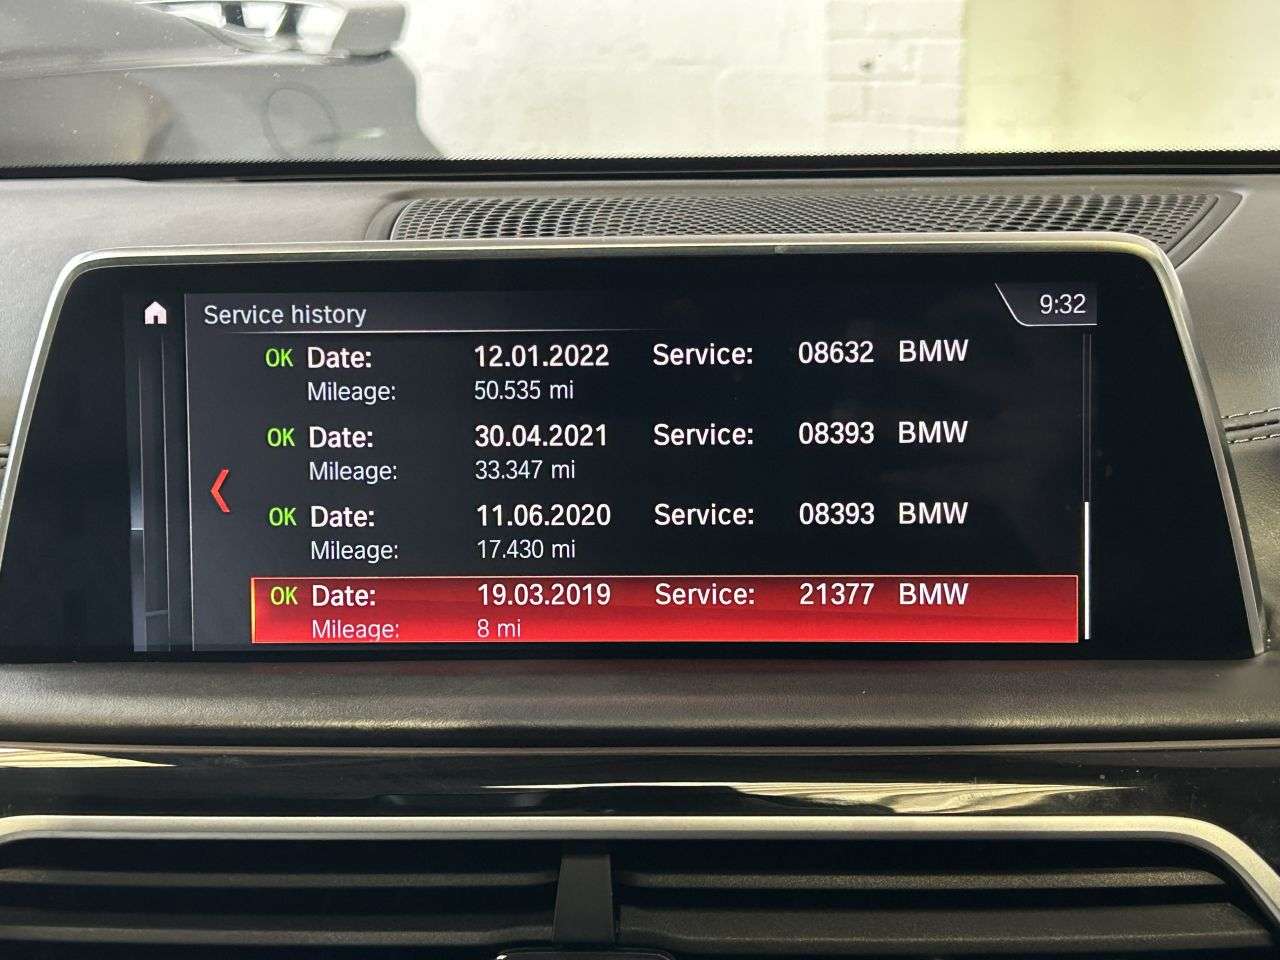 Service history 9:32
OK Date: 12.01.2022 Service: 08632 BMW
Mileage: 50.535 mi
OK Date: 30.04.2021 Service: 08393 BMW
Mileage: 33.347 mi
OK Date: 11.06.2020 Service: 08393 BMW
Mileage: 17.430 mi
OK Date: 19.03.2019 Service: 21377 BMW
Mileage: 8 mi